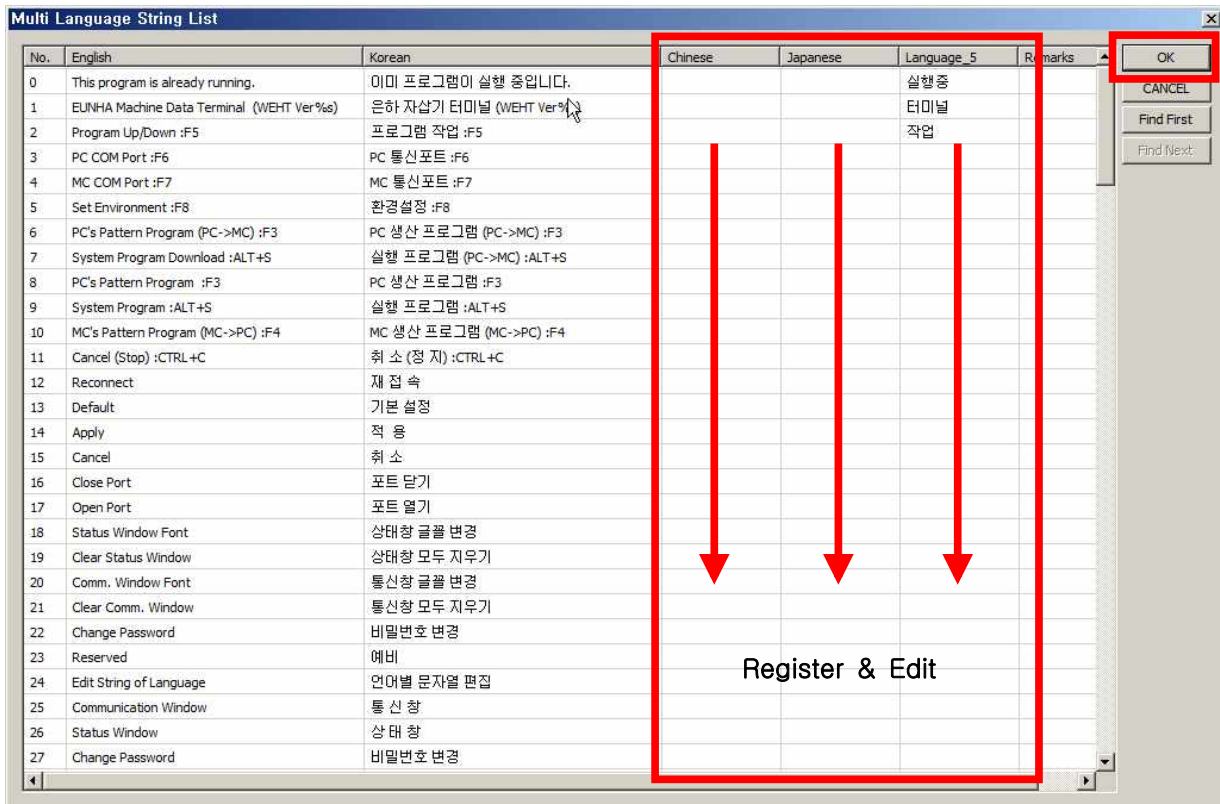 Multi Language String List
No. English Korean Chinese Japanese Language_5 Remarks
OK
CANCEL
Find First
Find Next
0 This program is already running. 이미 프로그램이 실행 중입니다. 실행중
1 EUNHA Machine Data Terminal (WEHT Ver%s) 은하 자삽기 터미널 (WEHT Ver% ) 터미널
2 Program Up/Down :F5 프로그램 작업 :F5 작업
3 PC COM Port :F6 PC 통신포트 :F6
4 MC COM Port :F7 MC 통신포트 :F7
5 Set Environment :F8 환경설정 :F8
6 PC's Pattern Program (PC->MC) :F3 PC 생산 프로그램 (PC->MC) :F3
7 System Program Download :ALT+S 실행 프로그램 (PC->MC) :ALT+S
8 PC's Pattern Program :F3 PC 생산 프로그램 :F3
9 System Program :ALT+S 실행 프로그램 :ALT+S
10 MC's Pattern Program (MC->PC) :F4 MC 생산 프로그램 (MC->PC) :F4
11 Cancel (Stop) :CTRL+C 취 소 (정 지) :CTRL+C
12 Reconnect 재 접 속
13 Default 기본 설정
14 Apply 적 용
15 Cancel 취 소
16 Close Port 포트 닫기
17 Open Port 포트 열기
18 Status Window Font 상태창 글꼴 변경
19 Clear Status Window 상태창 모두 지우기
20 Comm. Window Font 통신창 글꼴 변경
21 Clear Comm. Window 통신창 모두 지우기
22 Change Password 비밀번호 변경
23 Reserved 예비
24 Edit String of Language 언어별 문자열 편집
25 Communication Window 통 신 창
26 Status Window 상 태 창
27 Change Password 비밀번호 변경
Register & Edit